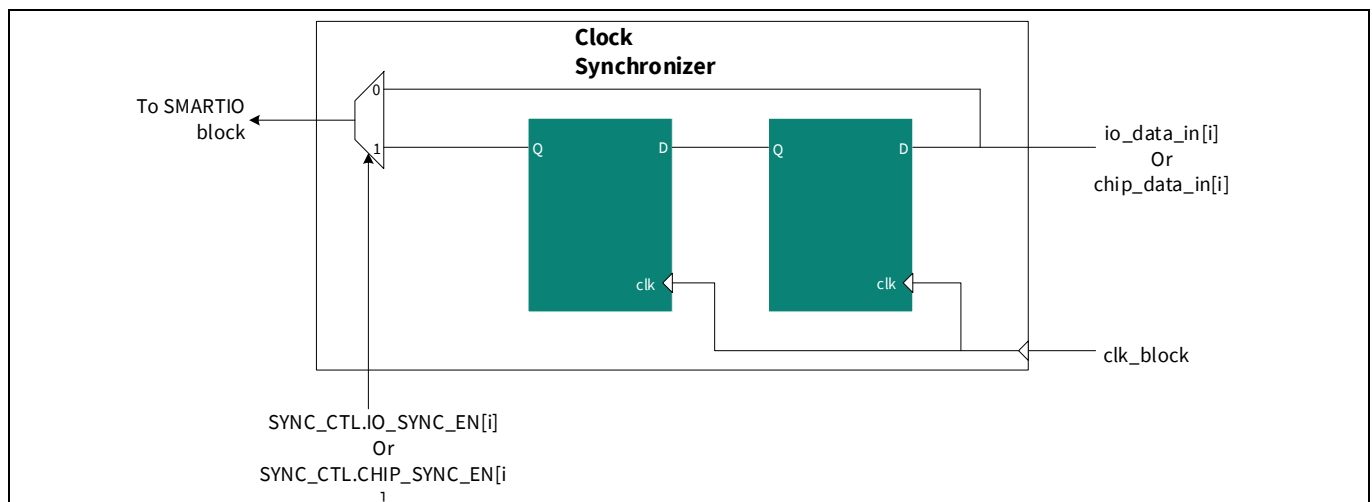 Clock
Synchronizer
To SMARTIO
block
0
1
Q
D
Q
D
clk
clk
io_data_in[i]
Or
chip_data_in[i]
clk_block
SYNC_CTL.IO_SYNC_EN[i]
Or
SYNC_CTL.CHIP_SYNC_EN[i
]